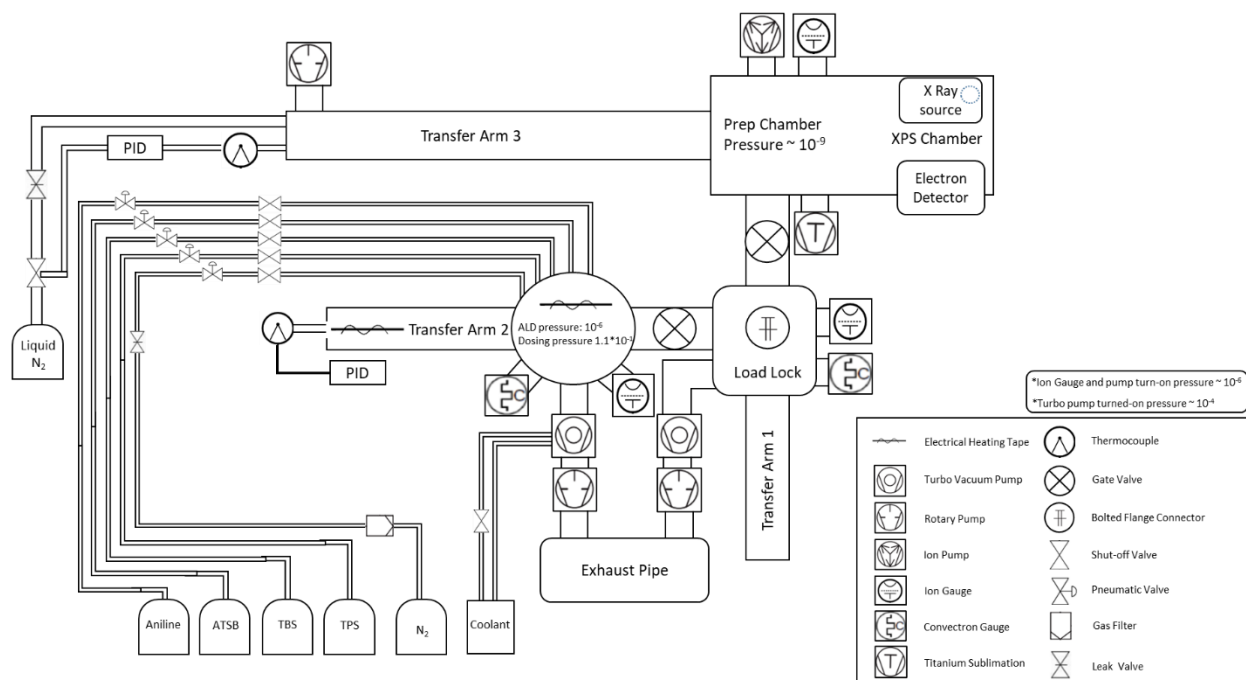 X Ray
source
Prep Chamber
Pressure ~ 10⁻⁹
XPS Chamber
Electron
Detector
Transfer Arm 3
PID
T
Liquid
N₂
Transfer Arm 2
ALD pressure: 10⁻⁶
Dosing pressure 1.1*10⁻¹
PID
C
Load Lock
C
Transfer Arm 1
Exhaust Pipe
Aniline
ATSB
TBS
TPS
N₂
Coolant
*Ion Gauge and pump turn-on pressure ~ 10⁻⁶
*Turbo pump turned-on pressure ~ 10⁻⁴
Electrical Heating Tape
Thermocouple
Turbo Vacuum Pump
Gate Valve
Rotary Pump
Bolted Flange Connector
Ion Pump
Shut-off Valve
Ion Gauge
Pneumatic Valve
C
Convectron Gauge
Gas Filter
T
Titanium Sublimation
Leak Valve